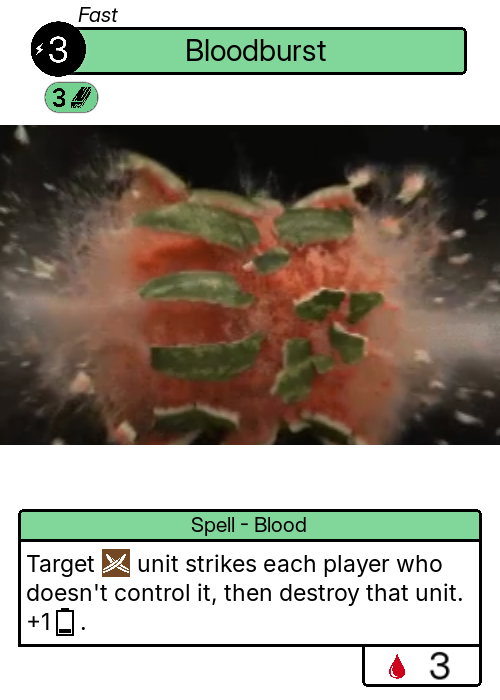 Fast
3
Bloodburst
3
Spell - Blood
Target unit strikes each player who
doesn't control it, then destroy that unit.
+1 .
3